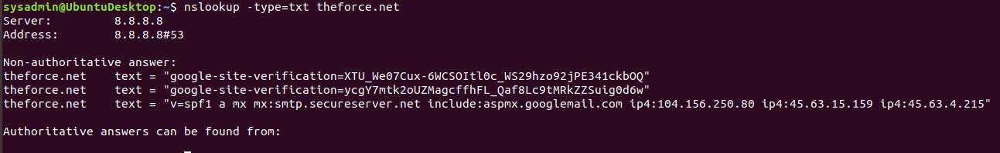 sysadmin@UbuntuDesktop:~$ nslookup -type=txt theforce.net
Server: 8.8.8.8
Address: 8.8.8.8#53
Non-authoritative answer:
theforce.net text = "google-site-verification=XTU_We07Cux-6WCSOItl0c_WS29hzo92jPE341ckbOQ"
theforce.net text = "google-site-verification=ycgY7mtk2oUZMagcffhFL_Qaf8Lc9tMRkZZSuig0d6w"
theforce.net text = "v=spf1 a mx mx:smtp.secureserver.net include:aspmx.googlemail.com ip4:104.156.250.80 ip4:45.63.15.159 ip4:45.63.4.215"
Authoritative answers can be found from: